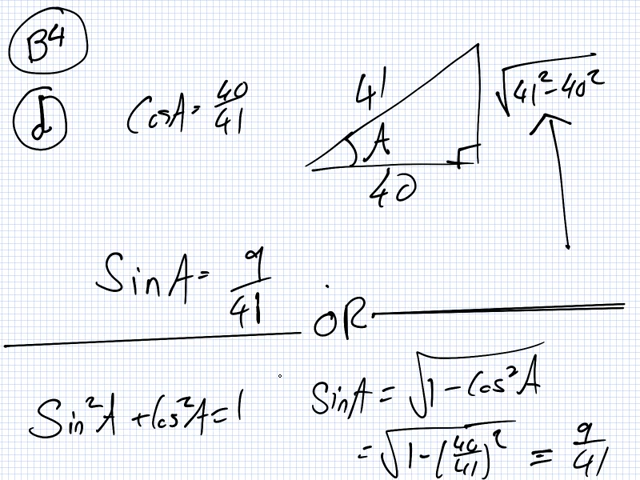 B4
d
CosA = 40/41
41
A
40
√(41² - 40²)
SinA = 9/41
OR
Sin²A + Cos²A = 1
SinA = √(1 - Cos²A)
= √(1 - (40/41)²) = 9/41